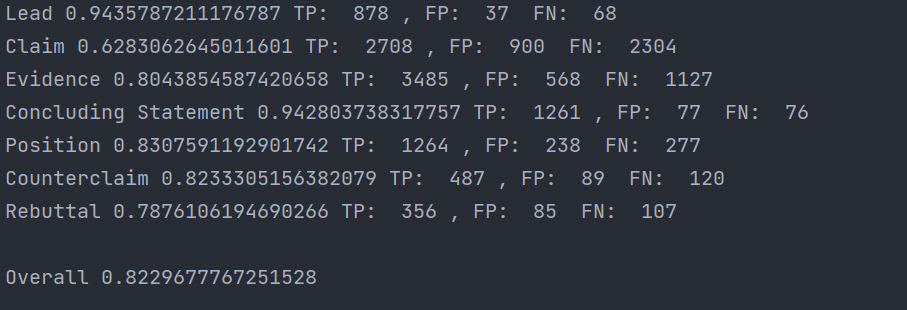 Lead 0.9435787211176787 TP:  878 , FP:  37  FN:  68
Claim 0.6283062645011601 TP:  2708 , FP:  900  FN:  2304
Evidence 0.8043854587420658 TP:  3485 , FP:  568  FN:  1127
Concluding Statement 0.942803738317757 TP:  1261 , FP:  77  FN:  76
Position 0.8307591192901742 TP:  1264 , FP:  238  FN:  277
Counterclaim 0.8233305156382079 TP:  487 , FP:  89  FN:  120
Rebuttal 0.7876106194690266 TP:  356 , FP:  85  FN:  107
Overall 0.8229677767251528